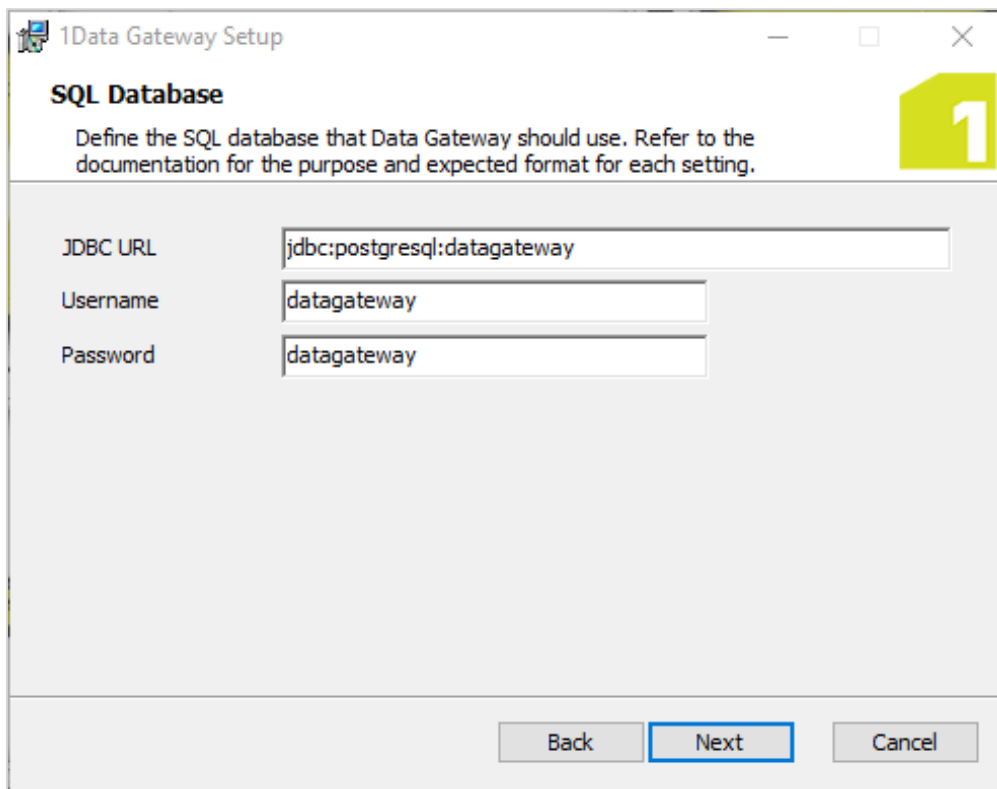 1Data Gateway Setup
SQL Database
1
Define the SQL database that Data Gateway should use. Refer to the
documentation for the purpose and expected format for each setting.
JDBC URL jdbc:postgresql:datagateway
Username datagateway
Password datagateway
Back Next Cancel